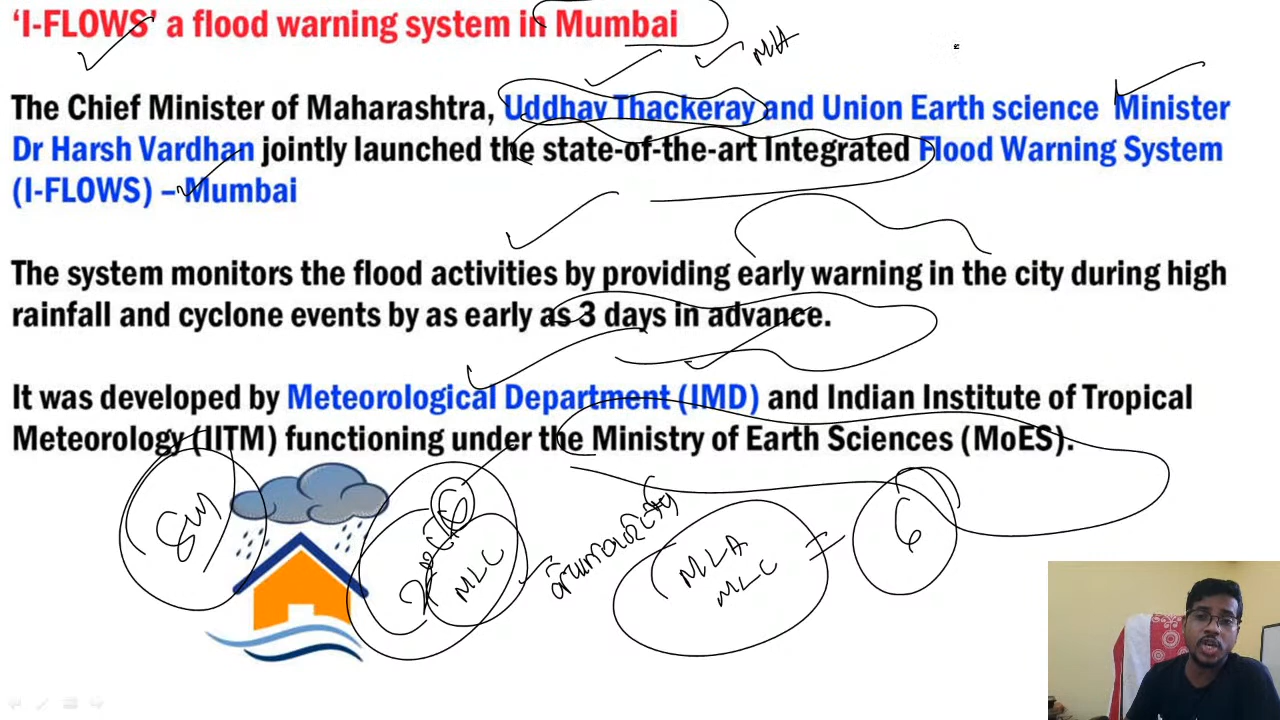 ‘I-FLOWS’ a flood warning system in Mumbai
MLA
The Chief Minister of Maharashtra, Uddhav Thackeray and Union Earth science Minister
Dr Harsh Vardhan jointly launched the state-of-the-art Integrated Flood Warning System
(I-FLOWS) – Mumbai
The system monitors the flood activities by providing early warning in the city during high
rainfall and cyclone events by as early as 3 days in advance.
It was developed by Meteorological Department (IMD) and Indian Institute of Tropical
Meteorology (IITM) functioning under the Ministry of Earth Sciences (MoES).
6
MLC
MLA
MLC
6